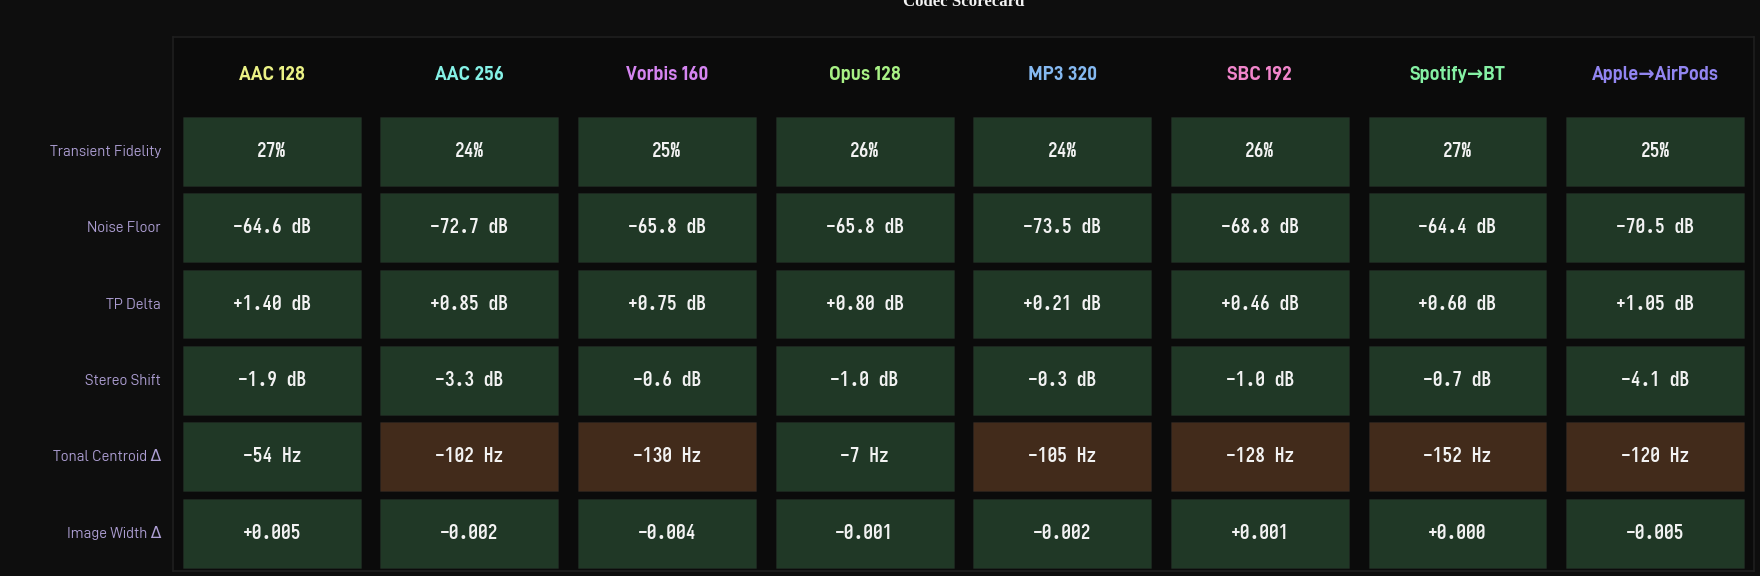 Codec Scorecard
AAC 128 AAC 256 Vorbis 160 Opus 128 MP3 320 SBC 192 Spotify→BT Apple→AirPods
Transient Fidelity 27% 24% 25% 26% 24% 26% 27% 25%
Noise Floor −64.6 dB −72.7 dB −65.8 dB −65.8 dB −73.5 dB −68.8 dB −64.4 dB −70.5 dB
TP Delta +1.40 dB +0.85 dB +0.75 dB +0.80 dB +0.21 dB +0.46 dB +0.60 dB +1.05 dB
Stereo Shift −1.9 dB −3.3 dB −0.6 dB −1.0 dB −0.3 dB −1.0 dB −0.7 dB −4.1 dB
Tonal Centroid Δ −54 Hz −102 Hz −130 Hz −7 Hz −105 Hz −128 Hz −152 Hz −120 Hz
Image Width Δ +0.005 −0.002 −0.004 −0.001 −0.002 +0.001 +0.000 −0.005